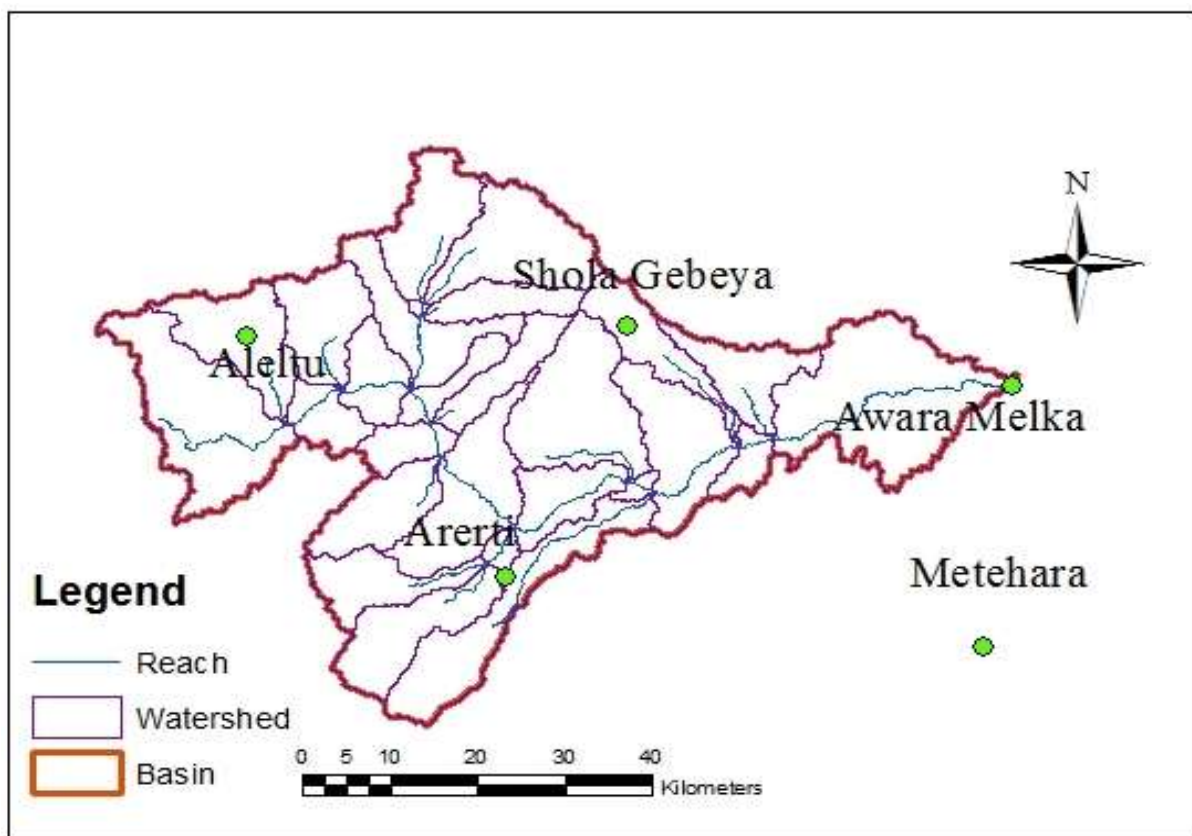 N
Shola Gebeya
Aleltu
Awara Melka
Arerti
Metehara
Legend
Reach
Watershed
Basin
0 5 10 20 30 40
Kilometers